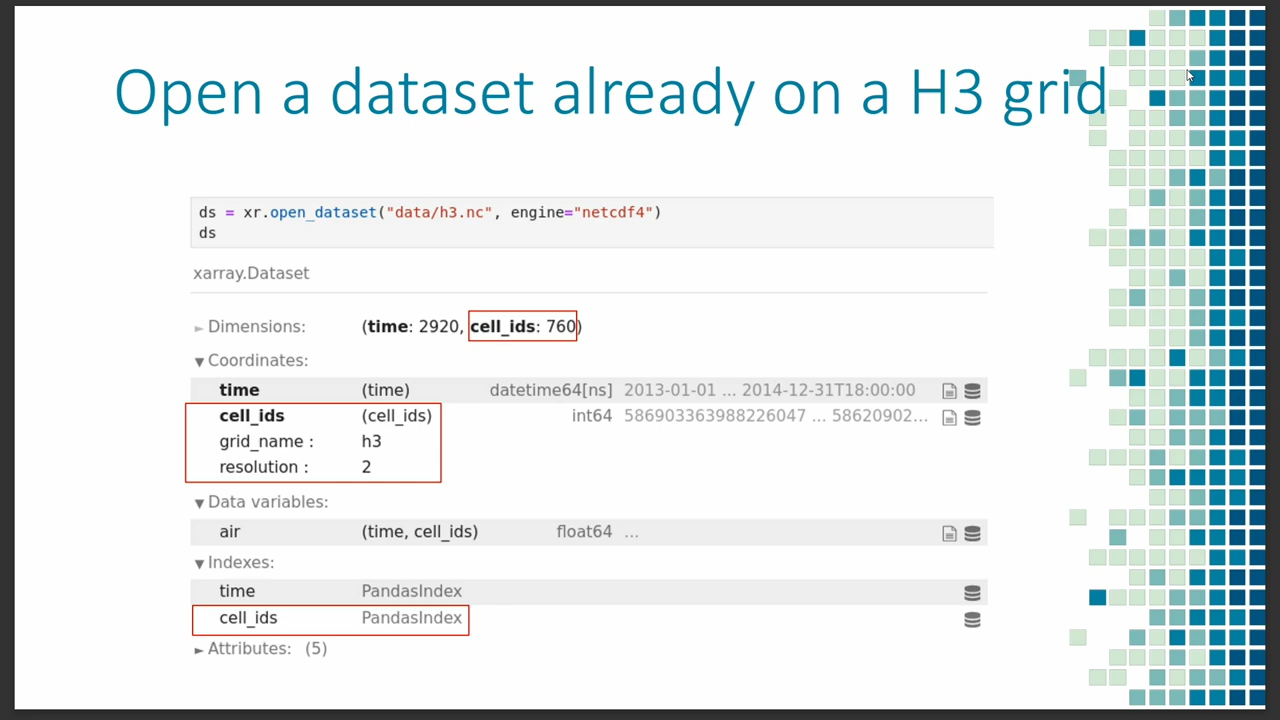 Open a dataset already on a H3 grid
ds = xr.open_dataset("data/h3.nc", engine="netcdf4")
ds
xarray.Dataset
► Dimensions: (time: 2920, cell_ids: 760)
▼ Coordinates:
time (time) datetime64[ns] 2013-01-01 ... 2014-12-31T18:00:00
cell_ids (cell_ids) int64 586903363988226047 ... 58620902...
grid_name : h3
resolution : 2
▼ Data variables:
air (time, cell_ids) float64 ...
▼ Indexes:
time PandasIndex
cell_ids PandasIndex
► Attributes: (5)